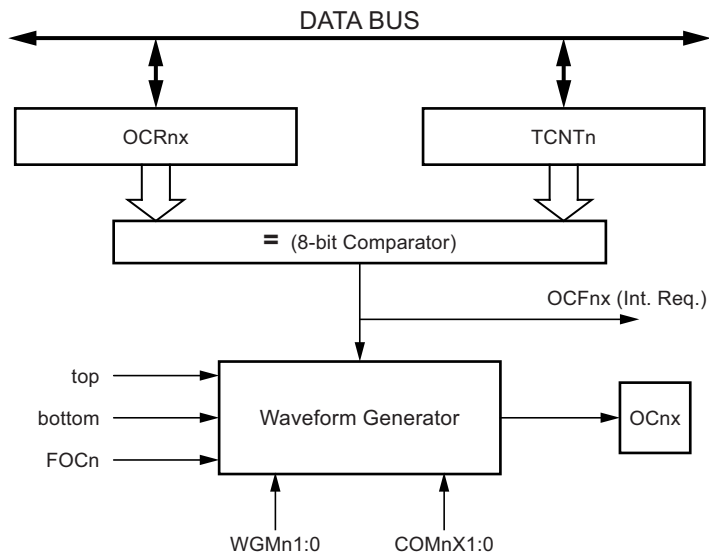 DATA BUS
OCRnx
TCNTn
= (8-bit Comparator)
OCFnx (Int. Req.)
top
bottom
FOCn
Waveform Generator
OCnx
WGMn1:0
COMnX1:0